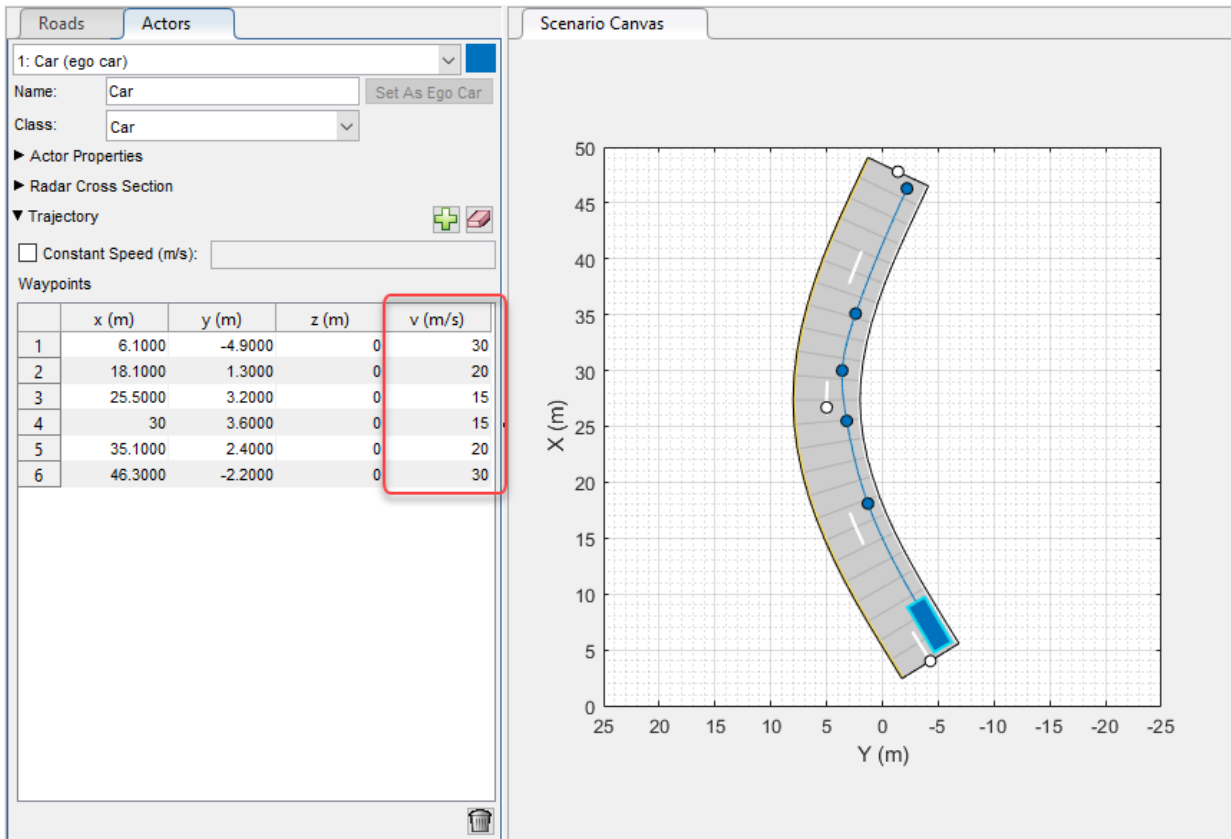 Roads Actors
1: Car (ego car)
Name: Car Set As Ego Car
Class: Car
Actor Properties
Radar Cross Section
Trajectory
Constant Speed (m/s):
Waypoints
x (m) y (m) z (m) v (m/s)
1 6.1000 -4.9000 0 30
2 18.1000 1.3000 0 20
3 25.5000 3.2000 0 15
4 30 3.6000 0 15
5 35.1000 2.4000 0 20
6 46.3000 -2.2000 0 30
Scenario Canvas
50
45
40
35
30
25
20
15
10
5
0
X (m)
25 20 15 10 5 0 -5 -10 -15 -20 -25
Y (m)